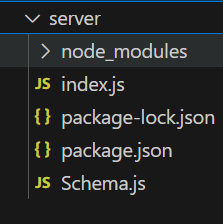 server
node_modules
JS index.js
{ } package-lock.json
{ } package.json
JS Schema.js